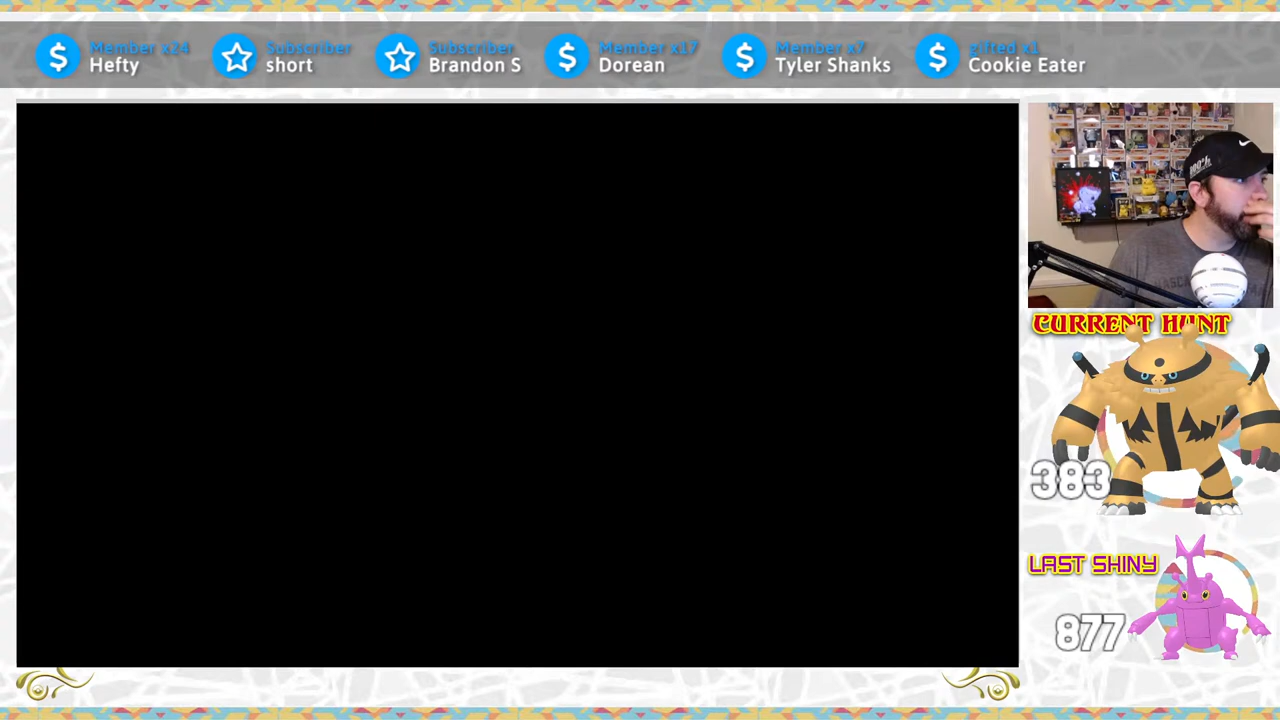 Member x24
Hefty
Subscriber
short
Subscriber
Brandon S
Member x17
Dorean
Member x7
Tyler Shanks
gifted x1
Cookie Eater
CURRENT HUNT
383
LAST SHINY
877